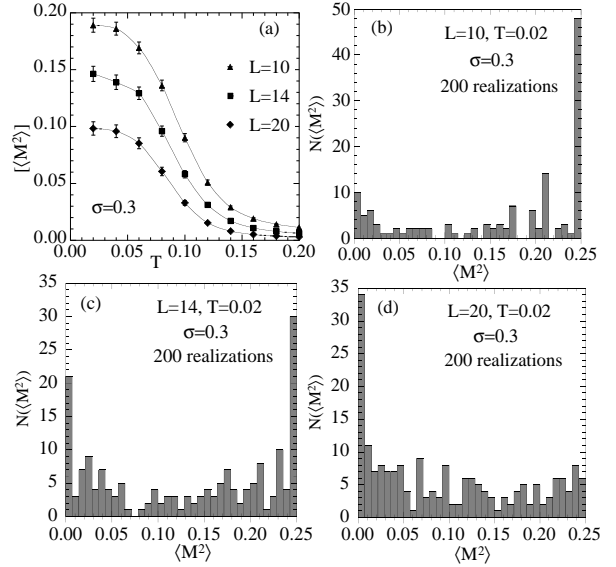 (a)
0.20
0.15
0.10
0.05
0.00
[⟨M²⟩]
L=10
L=14
L=20
σ=0.3
0.00 0.05 0.10 0.15 0.20
T
(b)
L=10, T=0.02
σ=0.3
200 realizations
50
40
30
20
10
0
N(⟨M²⟩)
0.00 0.05 0.10 0.15 0.20 0.25
⟨M²⟩
(c)
L=14, T=0.02
σ=0.3
200 realizations
35
30
25
20
15
10
5
0
N(⟨M²⟩)
0.00 0.05 0.10 0.15 0.20 0.25
⟨M²⟩
(d)
L=20, T=0.02
σ=0.3
200 realizations
35
30
25
20
15
10
5
0
N(⟨M²⟩)
0.00 0.05 0.10 0.15 0.20 0.25
⟨M²⟩